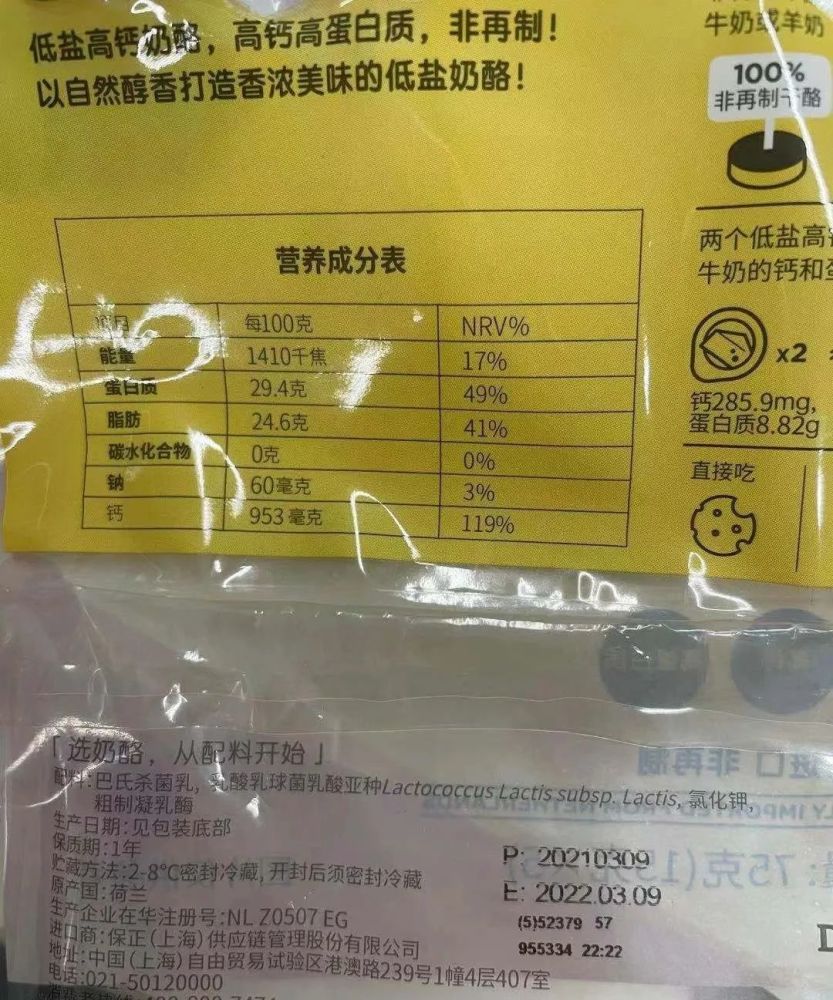 低盐高钙奶酪，高钙高蛋白质，非再制！
以自然醇香打造香浓美味的低盐奶酪！
牛奶或羊奶
100%
非再制干酪
两个低盐高
牛奶的钙和
x2
钙285.9mg,
蛋白质8.82g
直接吃
营养成分表
项目 每100克 NRV%
能量 1410千焦 17%
蛋白质 29.4克 49%
脂肪 24.6克 41%
碳水化合物 0克 0%
钠 60毫克 3%
钙 953毫克 119%
「选奶酪，从配料开始」
配料:巴氏杀菌乳, 乳酸乳球菌乳酸亚种Lactococcus Lactis subsp. Lactis, 氯化钾,
粗制凝乳酶
生产日期:见包装底部
保质期:1年
贮藏方法:2-8°C密封冷藏, 开封后须密封冷藏
原产国:荷兰
生产企业在华注册号:NL Z0507 EG
进口商:保正(上海)供应链管理股份有限公司
地址:中国(上海)自由贸易试验区港澳路239号1幢4层407室
电话:021-50120000
P: 20210309
E: 2022.03.09
(5)52379 57
955334 22:22
进口 非再制
75克(15克